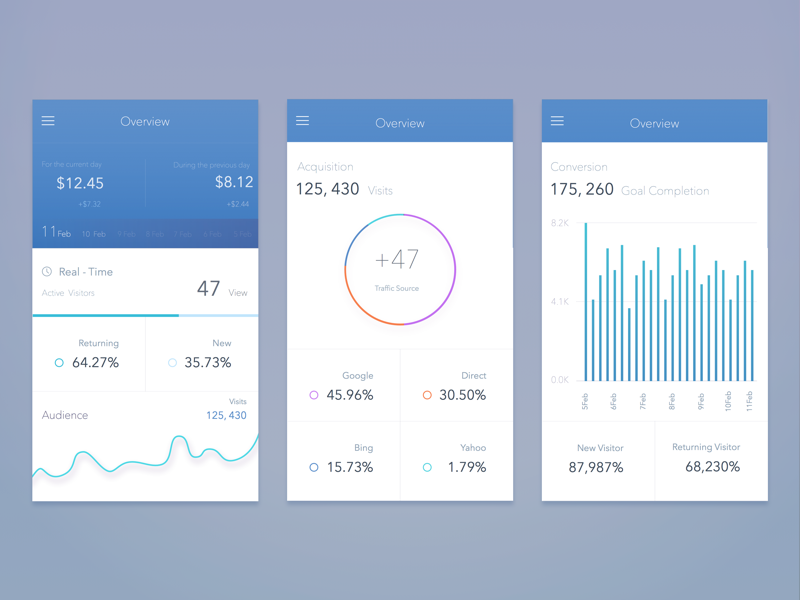 Overview
For the current day
During the previous day
$12.45
$8.12
+$7.32
+$2.44
11 Feb 10 Feb 9 Feb 8 Feb 7 Feb 6 Feb 5 Feb
Real - Time
Active Visitors
47 View
Returning
64.27%
New
35.73%
Audience
Visits
125, 430
Overview
Acquisition
125, 430 Visits
+47
Traffic Source
Google
45.96%
Direct
30.50%
Bing
15.73%
Yahoo
1.79%
Overview
Conversion
175, 260 Goal Completion
8.2K
4.1K
0.0K
5Feb
6Feb
7Feb
8Feb
9Feb
10Feb
11Feb
New Visitor
87,987%
Returning Visitor
68,230%